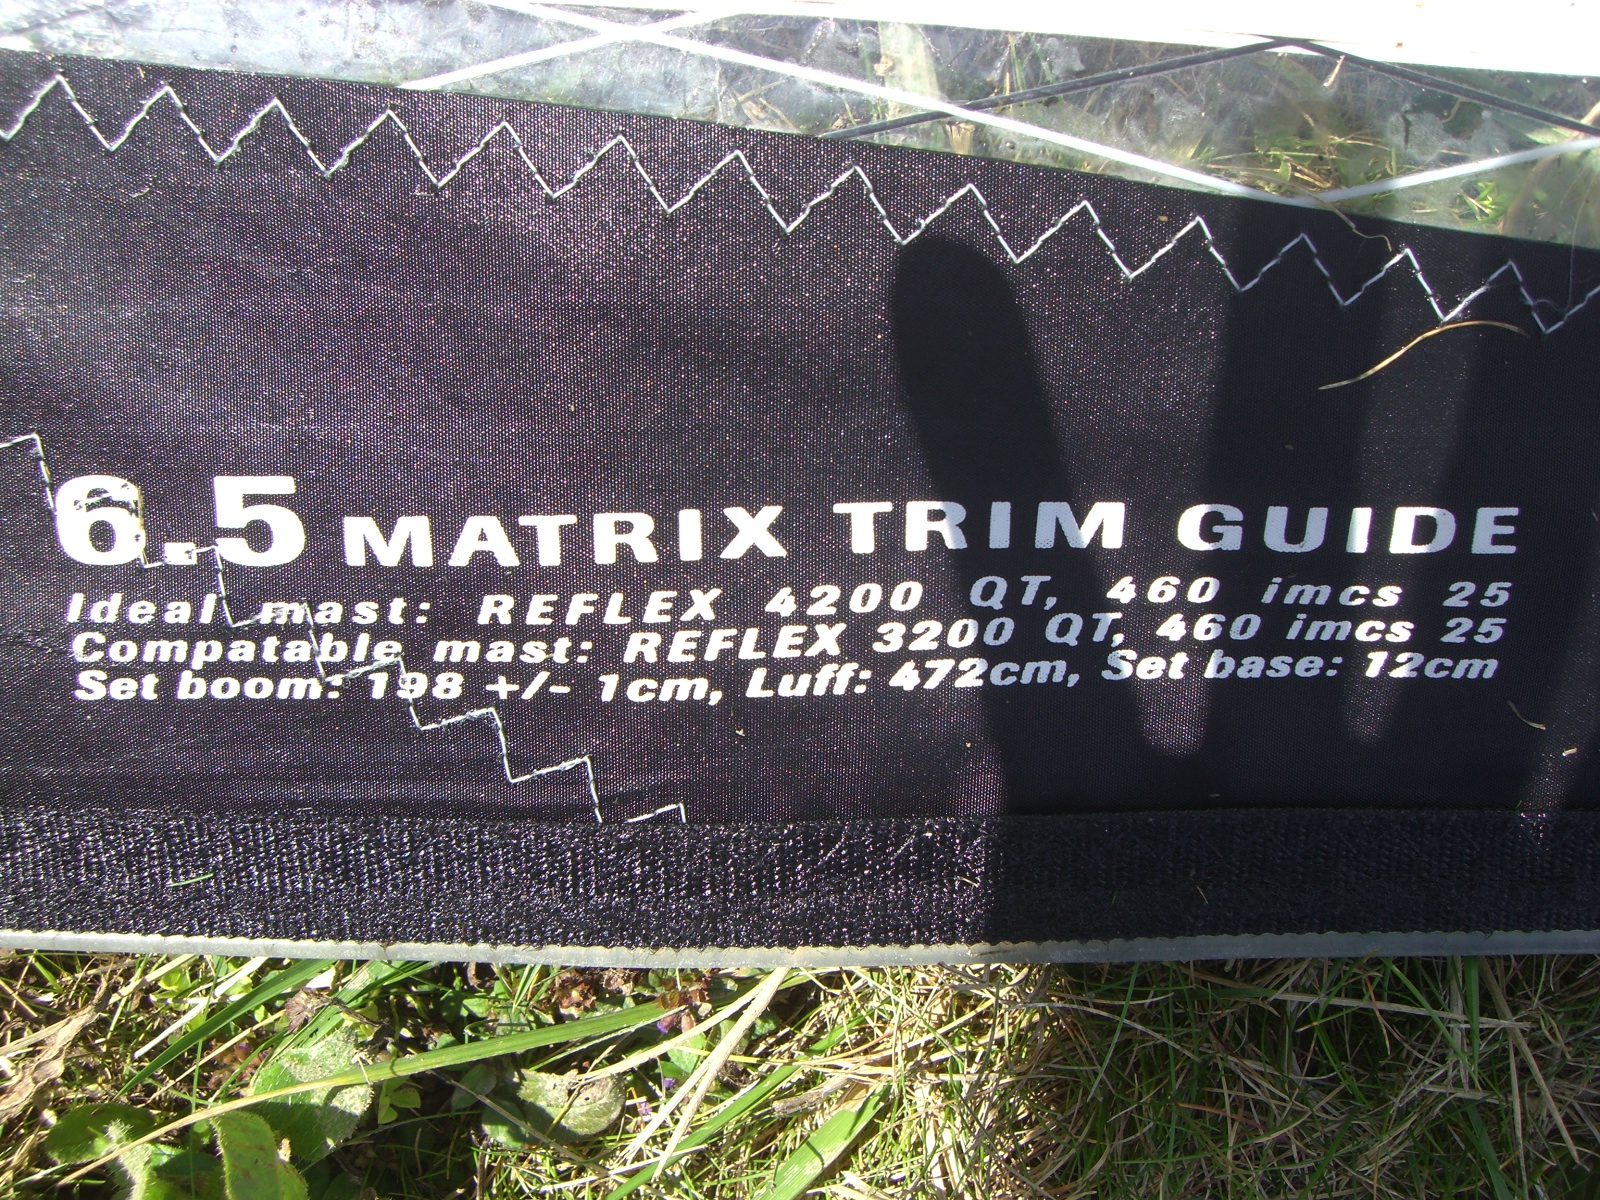 6.5 MATRIX TRIM GUIDE
Ideal mast: REFLEX 4200 QT, 460 imcs 25
Compatable mast: REFLEX 3200 QT, 460 imcs 25
Set boom: 198 +/- 1cm, Luff: 472cm, Set base: 12cm